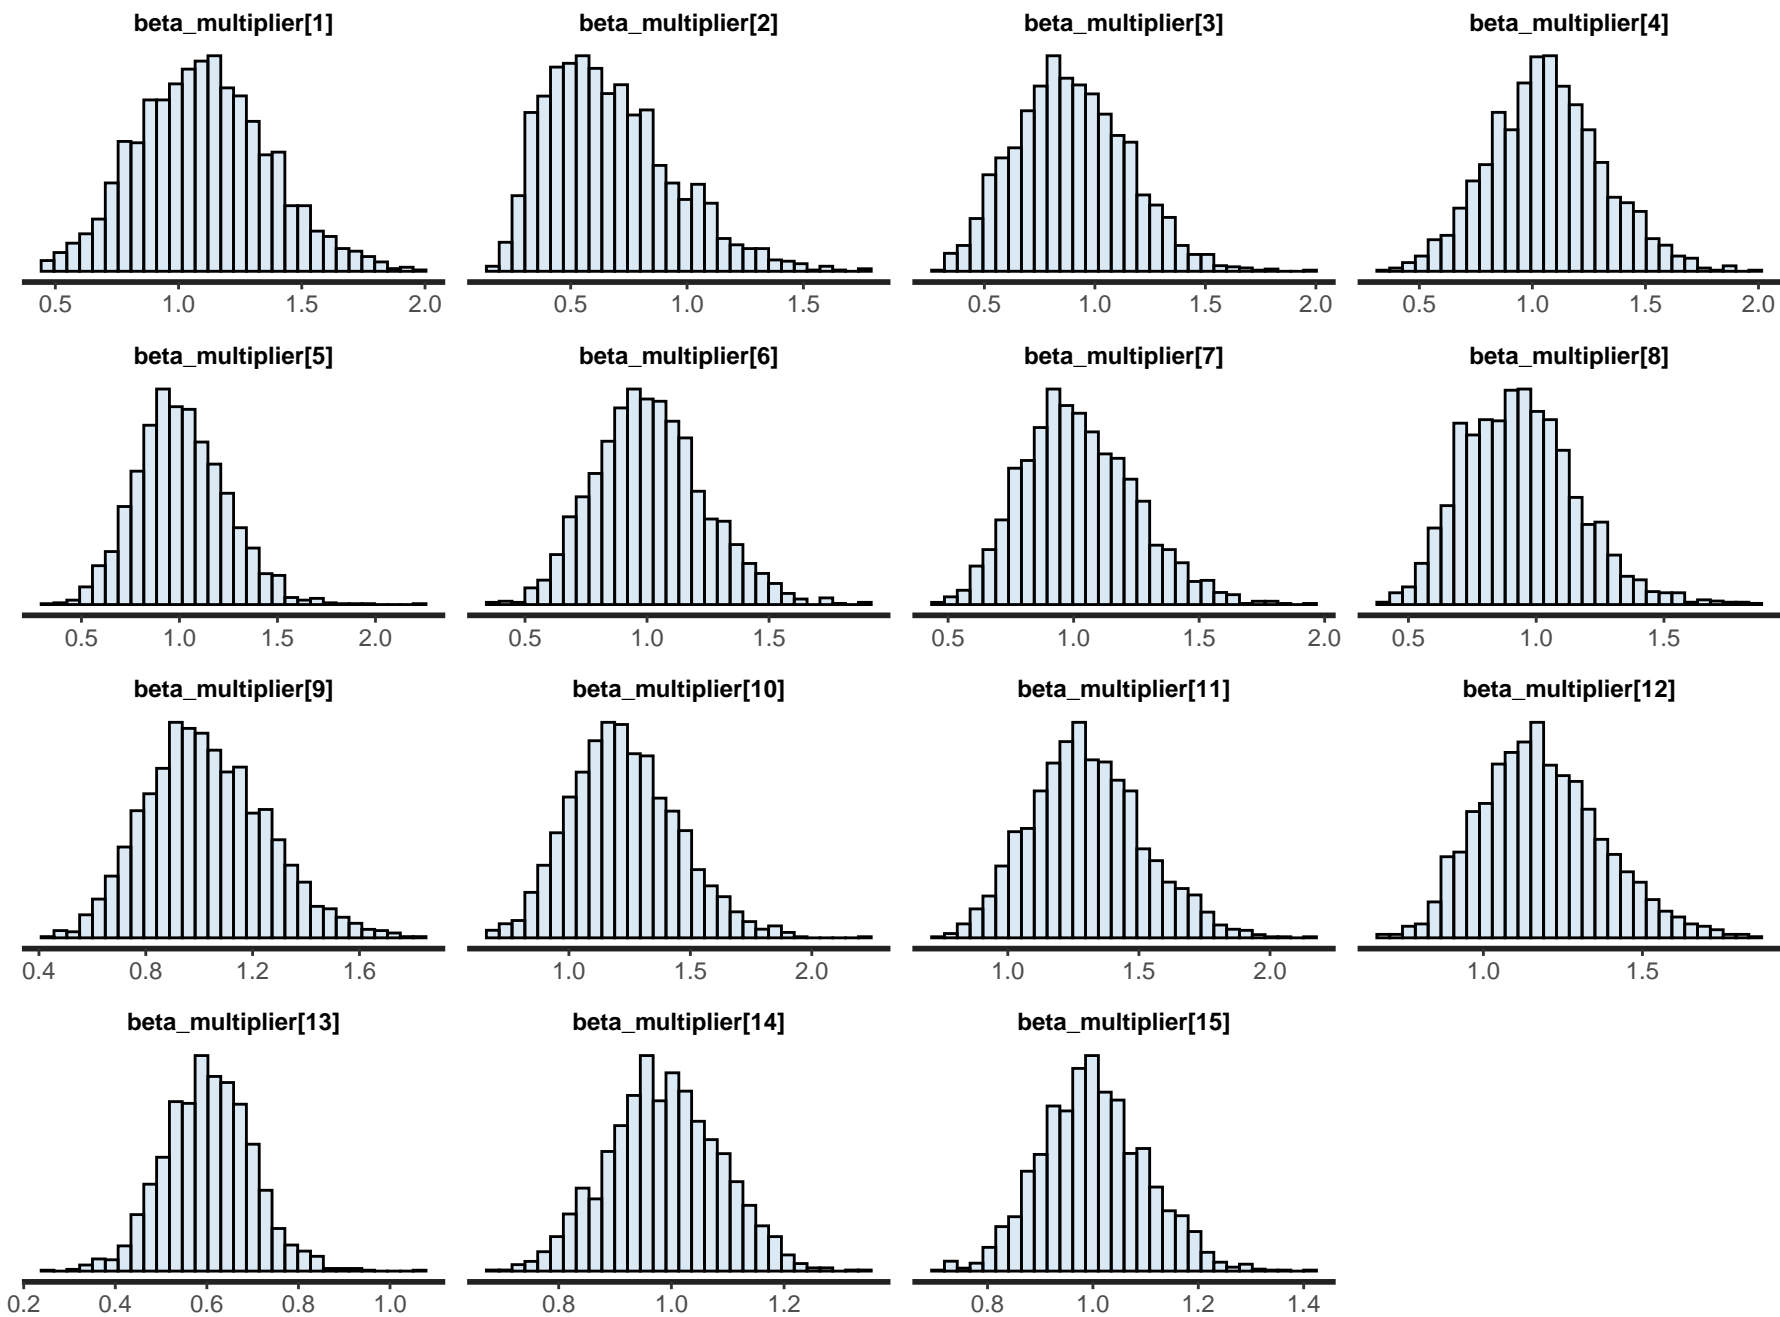 beta_multiplier[1] beta_multiplier[2] beta_multiplier[3] beta_multiplier[4]
0.5 1.0 1.5 2.0 0.5 1.0 1.5 0.5 1.0 1.5 2.0 0.5 1.0 1.5 2.0
beta_multiplier[5] beta_multiplier[6] beta_multiplier[7] beta_multiplier[8]
0.5 1.0 1.5 2.0 0.5 1.0 1.5 0.5 1.0 1.5 2.0 0.5 1.0 1.5
beta_multiplier[9] beta_multiplier[10] beta_multiplier[11] beta_multiplier[12]
0.4 0.8 1.2 1.6 1.0 1.5 2.0 1.0 1.5 2.0 1.0 1.5
beta_multiplier[13] beta_multiplier[14] beta_multiplier[15]
0.2 0.4 0.6 0.8 1.0 0.8 1.0 1.2 0.8 1.0 1.2 1.4